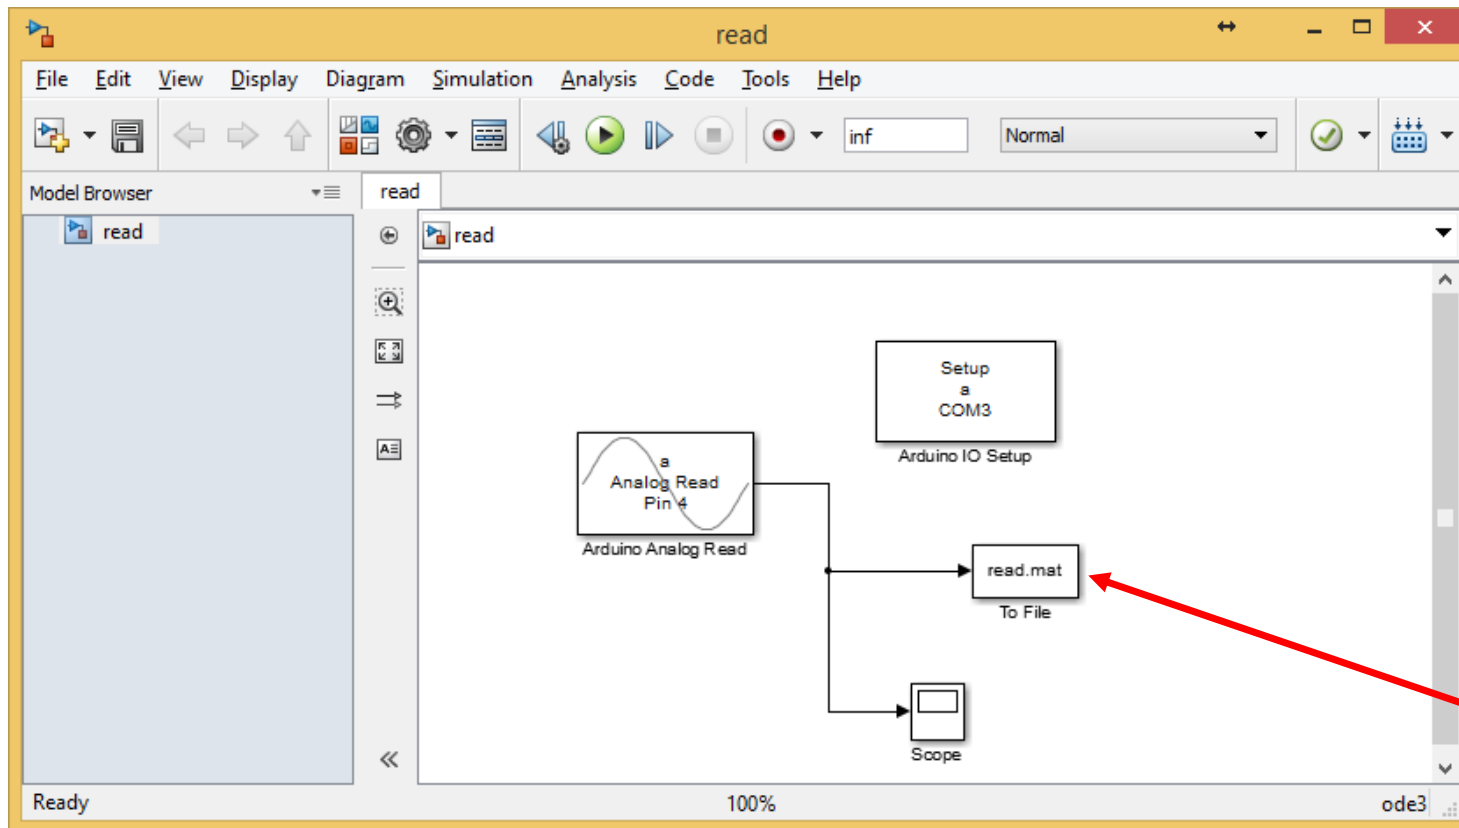 read
File Edit View Display Diagram Simulation Analysis Code Tools Help
inf
Normal
Model Browser
read
read
read
Setup
a
COM3
Arduino IO Setup
a
Analog Read
Pin 4
Arduino Analog Read
read.mat
To File
Scope
Ready
100%
ode3